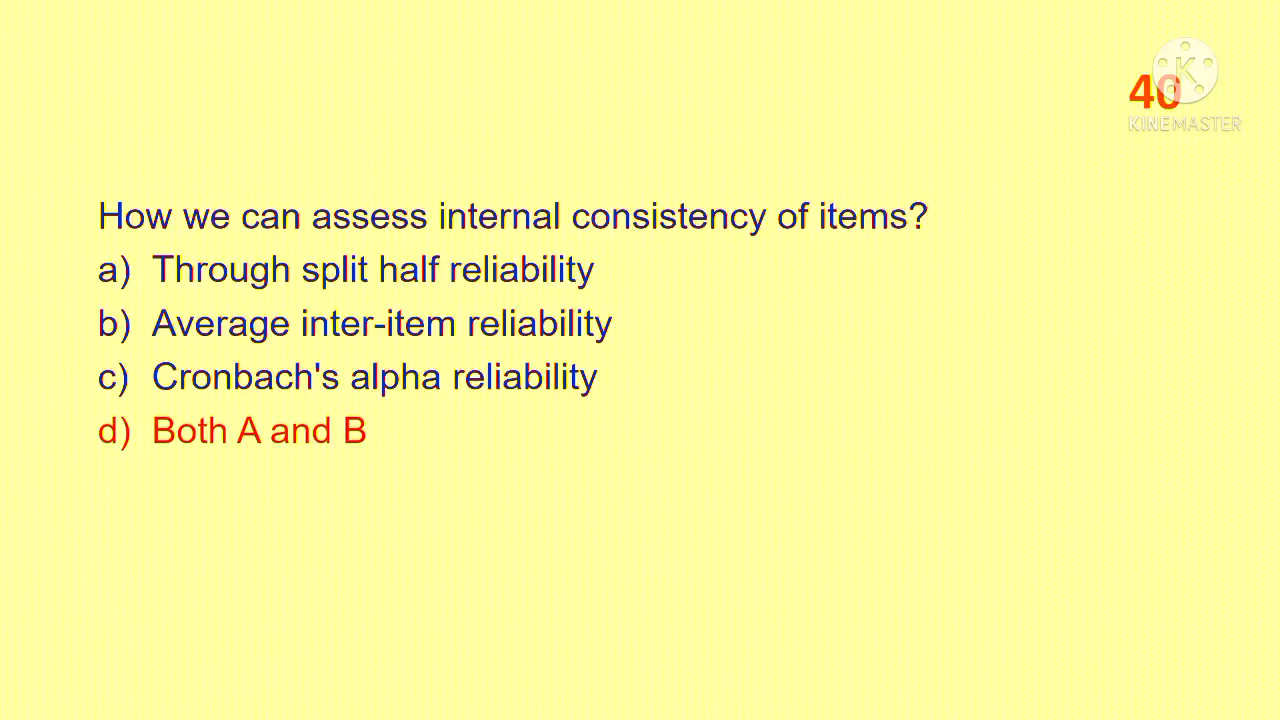 40
KINEMASTER
How we can assess internal consistency of items?
a) Through split half reliability
b) Average inter-item reliability
c) Cronbach's alpha reliability
d) Both A and B